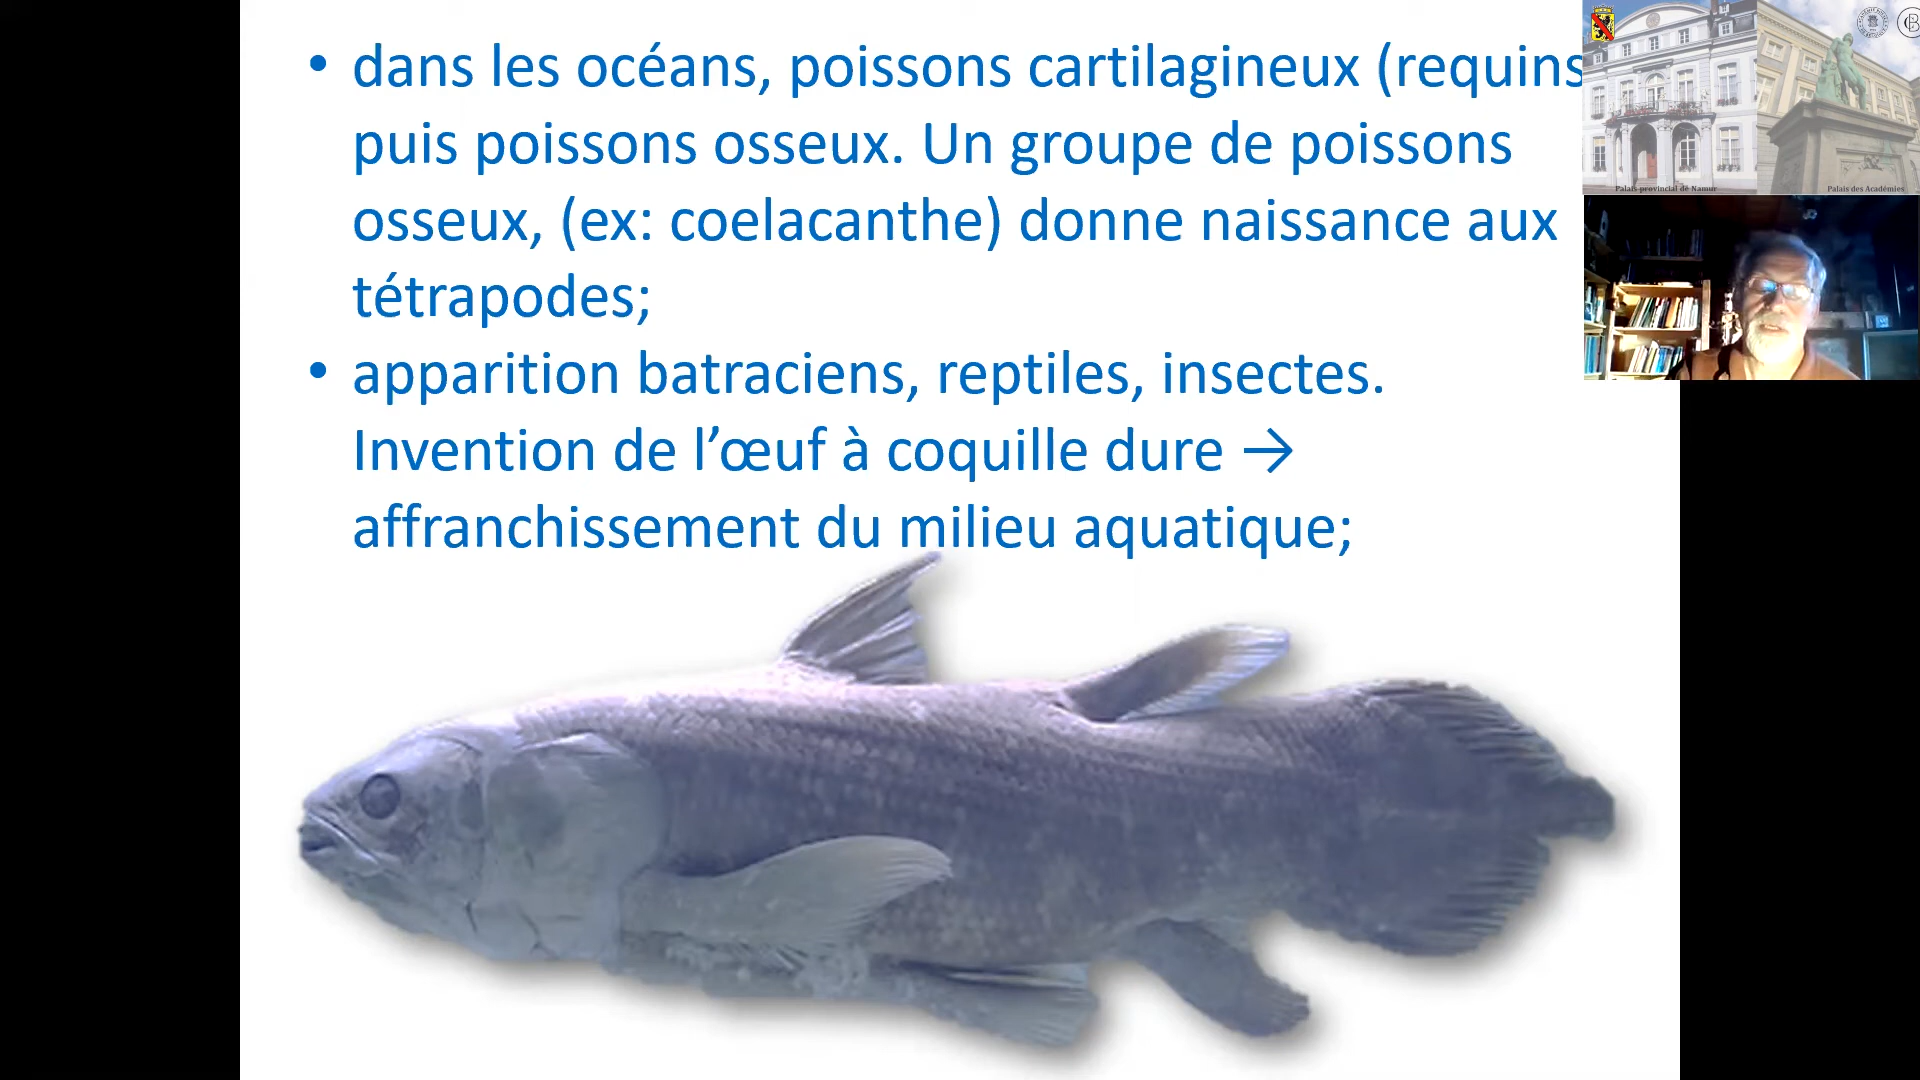 • dans les océans, poissons cartilagineux (requins
puis poissons osseux. Un groupe de poissons
osseux, (ex: coelacanthe) donne naissance aux
tétrapodes;
• apparition batraciens, reptiles, insectes.
Invention de l’œuf à coquille dure →
affranchissement du milieu aquatique;
Palais provincial de Namur
Palais des Académies